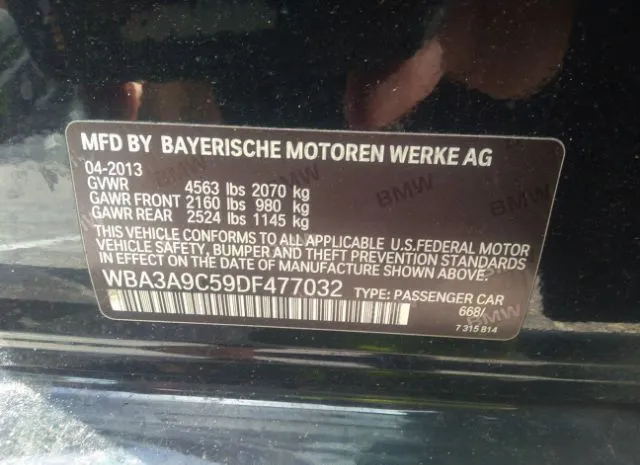 MFD BY BAYERISCHE MOTOREN WERKE AG
04-2013
GVWR 4563 lbs 2070 kg
GAWR FRONT 2160 lbs 980 kg
GAWR REAR 2524 lbs 1145 kg
THIS VEHICLE CONFORMS TO ALL APPLICABLE U.S.FEDERAL MOTOR
VEHICLE SAFETY, BUMPER AND THEFT PREVENTION STANDARDS
IN EFFECT ON THE DATE OF MANUFACTURE SHOWN ABOVE.
WBA3A9C59DF477032 TYPE: PASSENGER CAR
668/
7 315 814